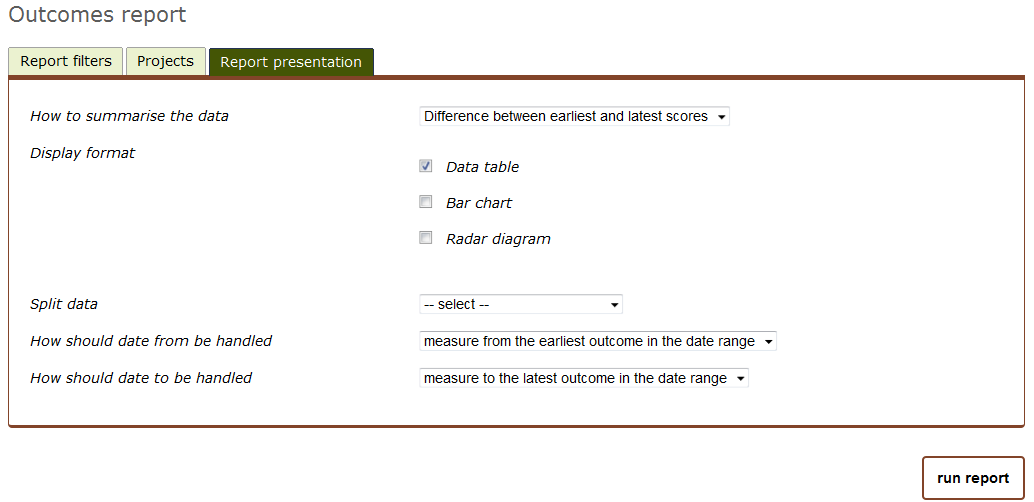 Outcomes report
Report filters Projects Report presentation
How to summarise the data Difference between earliest and latest scores
Display format
Data table
Bar chart
Radar diagram
Split data -- select --
How should date from be handled measure from the earliest outcome in the date range
How should date to be handled measure to the latest outcome in the date range
run report